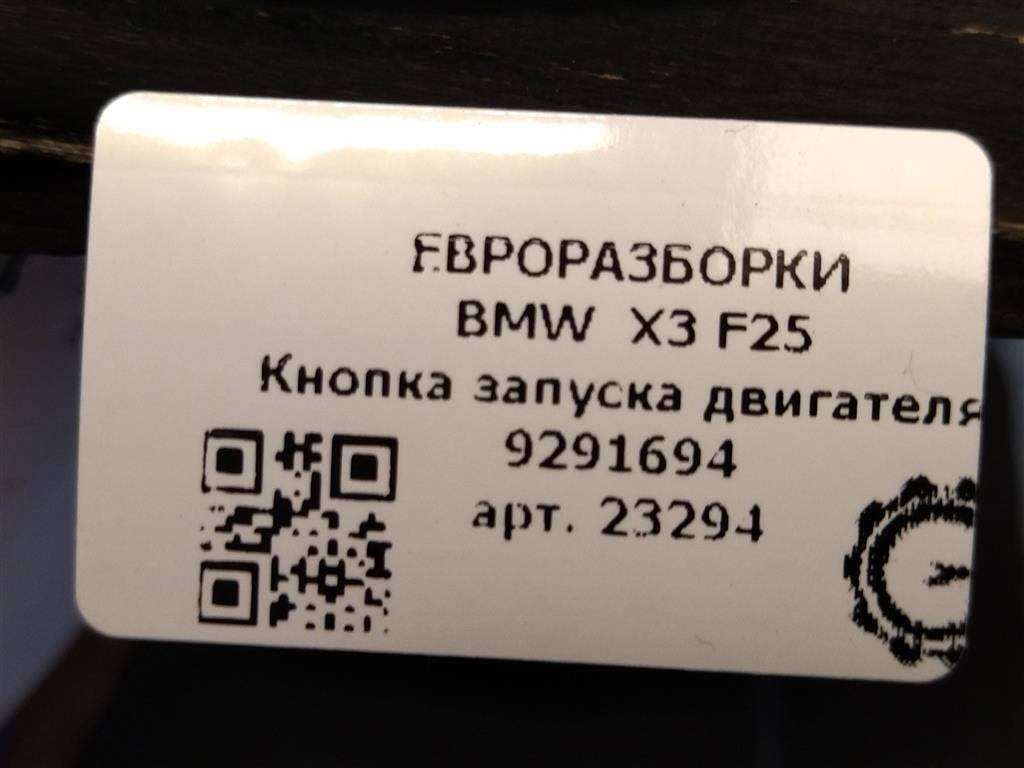 ЕВРОРАЗБОРКИ
BMW X3 F25
Кнопка запуска двигателя
9291694
арт. 23294